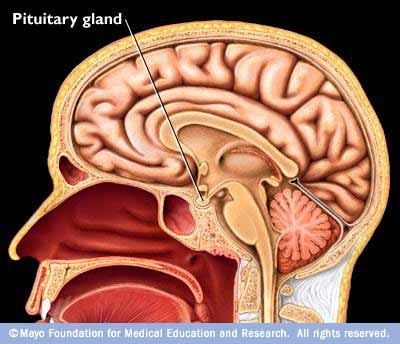 Pituitary gland
© Mayo Foundation for Medical Education and Research. All rights reserved.